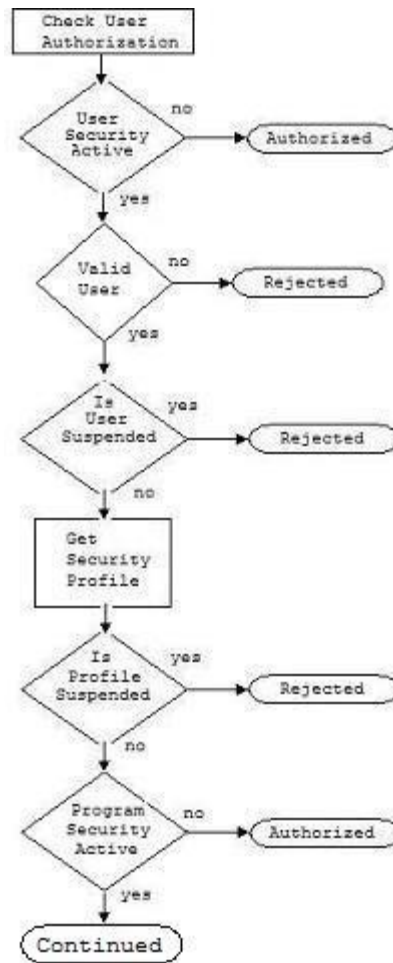 Check User
Authorization
User
Security
Active
no
Authorized
yes
Valid
User
no
Rejected
yes
Is
User
Suspended
yes
Rejected
no
Get
Security
Profile
Is
Profile
Suspended
yes
Rejected
no
Program
Security
Active
no
Authorized
yes
Continued